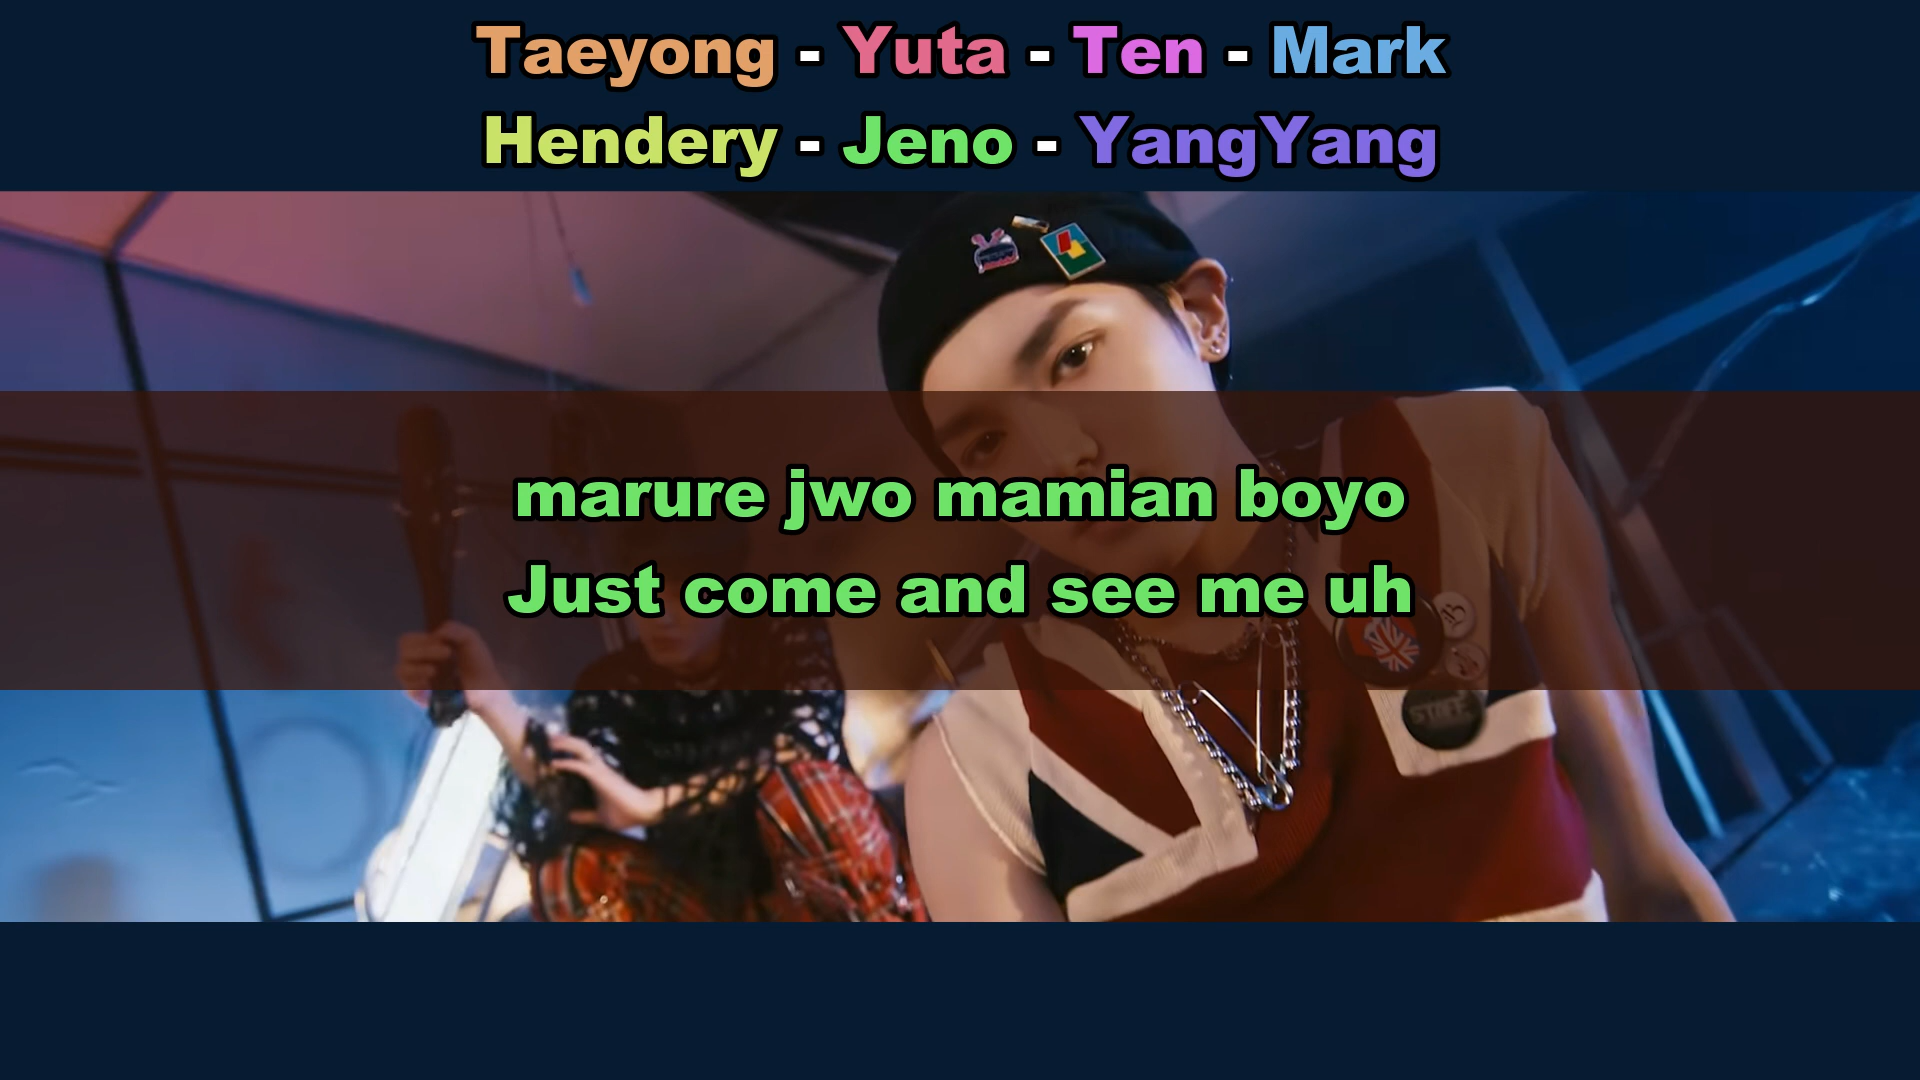 Taeyong - Yuta - Ten - Mark
Hendery - Jeno - YangYang
marure jwo mamian boyo
Just come and see me uh